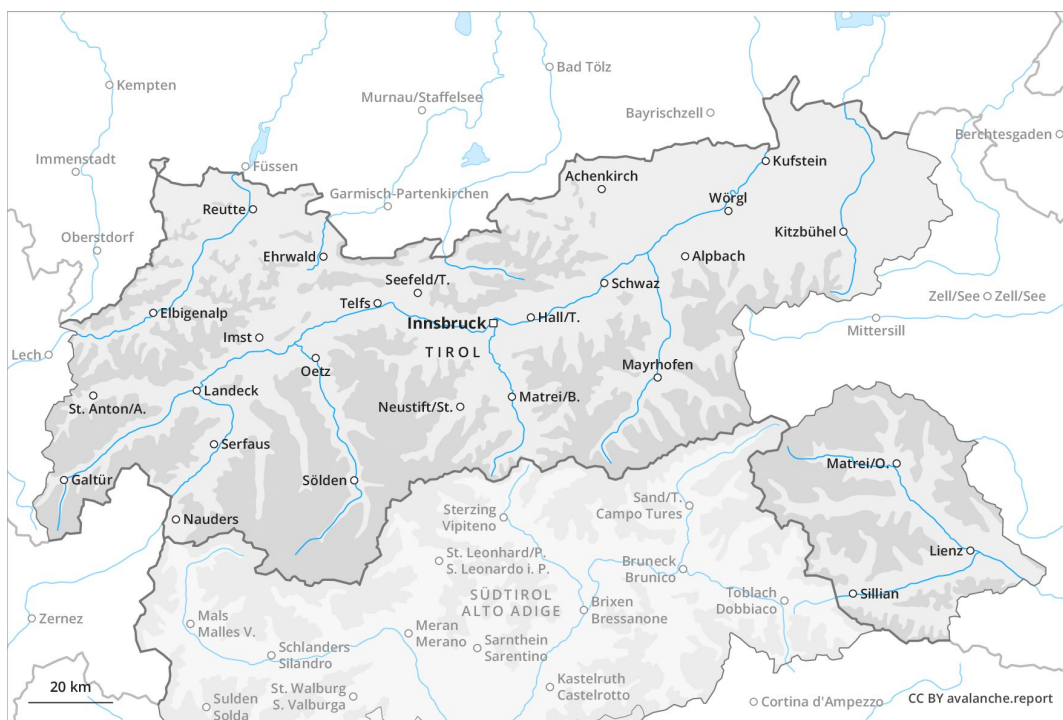 Kempten
Bad Tölz
Murnau/Staffelsee
Bayrischzell
Berchtesgaden
Immenstadt
Füssen
Kufstein
Achenkirch
Garmisch-Partenkirchen
Wörgl
Reutte
Kitzbühel
Oberstdorf
Ehrwald
Alpbach
Seefeld/T.
Schwaz
Zell/See
Zell/See
Telfs
Elbigenalp
Innsbruck
Hall/T.
Mittersill
Imst
TIROL
Lech
Oetz
Mayrhofen
Landeck
St. Anton/A.
Neustift/St.
Matrei/B.
Serfaus
Matrei/O.
Galtür
Sölden
Sand/T.
Campo Tures
Nauders
Sterzing
Vipiteno
Lienz
St. Leonhard/P.
S. Leonardo i. P.
Bruneck
Brunico
SÜDTIROL
ALTO ADIGE
Sillian
Toblach
Dobbiaco
Brixen
Bressanone
Zernez
Mals
Malles V.
Meran
Merano
Sarnthein
Sarentino
Schlanders
Silandro
20 km
Sulden
Solda
St. Walburg
S. Valburga
Kastelruth
Castelrotto
Cortina d'Ampezzo
CC BY avalanche.report